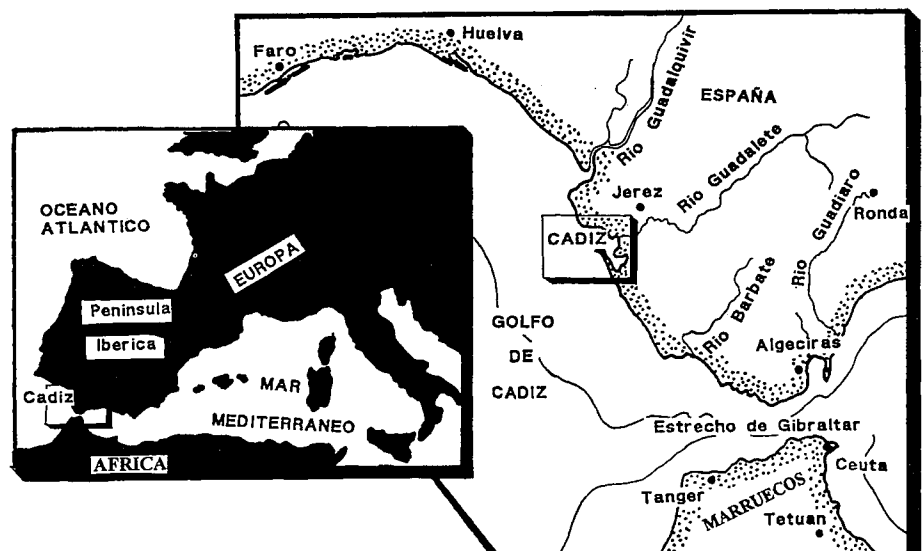 Faro
Huelva
Rio Guadalquivir
ESPAÑA
Rio Guadalete
Jerez
Rio Guadiaro
Ronda
CADIZ
Rio Barbate
Algeciras
GOLFO
DE
CADIZ
Estrecho de Gibraltar
Ceuta
Tanger
MARRUECOS
Tetuan
OCEANO
ATLANTICO
EUROPA
Peninsula
Iberica
Cadiz
MAR
MEDITERRANEO
AFRICA